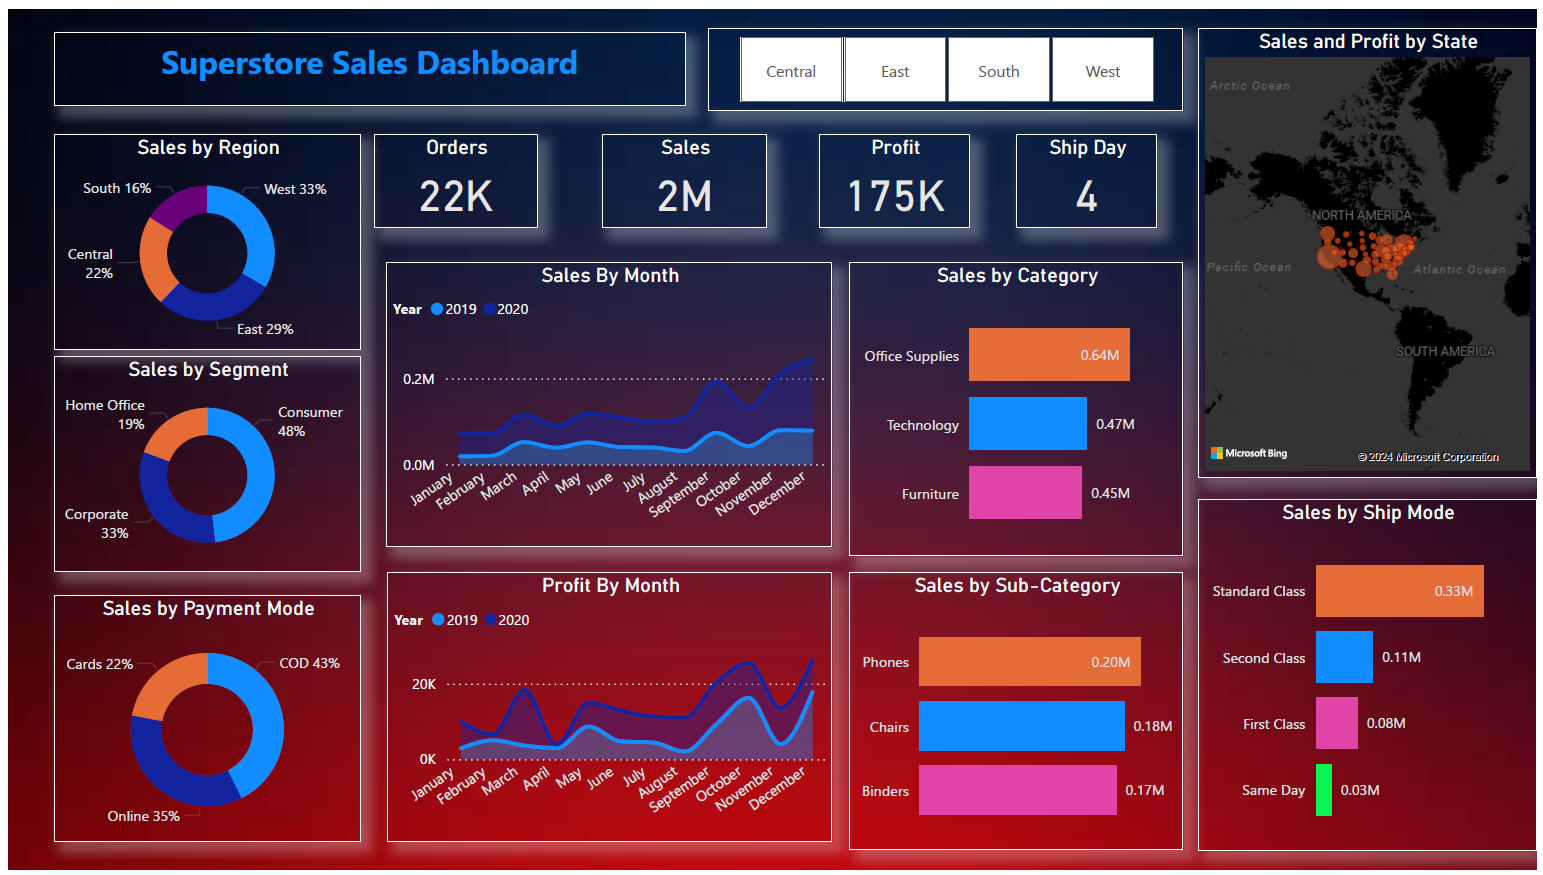 Superstore Sales Dashboard
Central
East
South
West
Sales and Profit by State
Arctic Ocean
NORTH AMERICA
Pacific Ocean
Atlantic Ocean
SOUTH AMERICA
Microsoft Bing
© 2024 Microsoft Corporation
Sales by Region
South 16%
West 33%
Central
22%
East 29%
Orders
22K
Sales
2M
Profit
175K
Ship Day
4
Sales By Month
Year 2019 2020
0.2M
0.0M
January
February
March
April
May
June
July
August
September
October
November
December
Sales by Category
Office Supplies 0.64M
Technology 0.47M
Furniture 0.45M
Sales by Segment
Home Office
19%
Consumer
48%
Corporate
33%
Sales by Ship Mode
Standard Class 0.33M
Second Class 0.11M
First Class 0.08M
Same Day 0.03M
Sales by Payment Mode
Cards 22%
COD 43%
Online 35%
Profit By Month
Year 2019 2020
20K
0K
January
February
March
April
May
June
July
August
September
October
November
December
Sales by Sub-Category
Phones 0.20M
Chairs 0.18M
Binders 0.17M